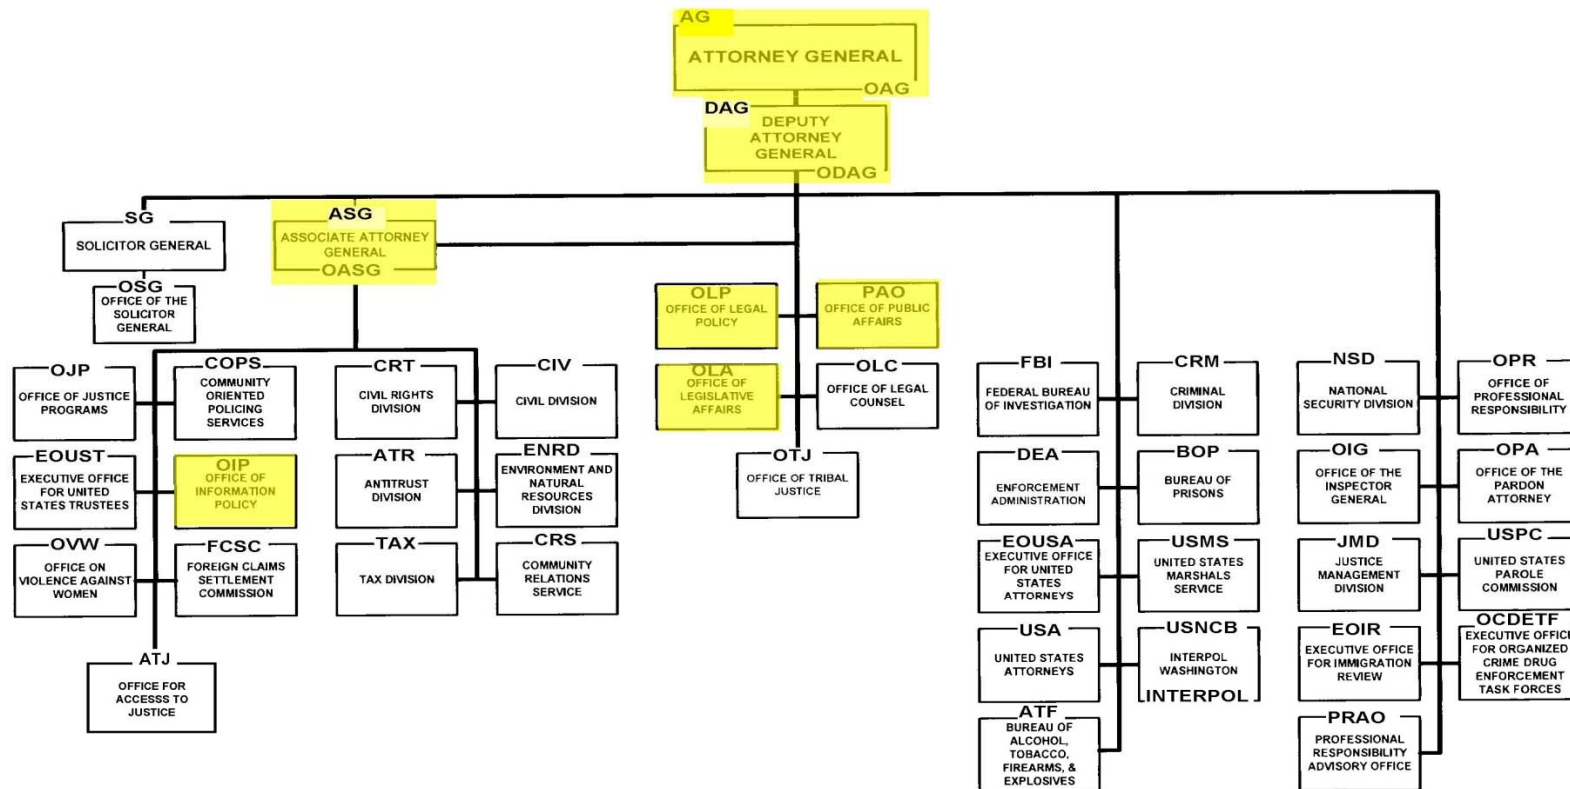 AG
ATTORNEY GENERAL
OAG
DAG
DEPUTY
ATTORNEY
GENERAL
ODAG
SG
SOLICITOR GENERAL
OSG
OFFICE OF THE
SOLICITOR
GENERAL
ASG
ASSOCIATE ATTORNEY
GENERAL
OASG
OJP
OFFICE OF JUSTICE
PROGRAMS
COPS
COMMUNITY
ORIENTED
POLICING
SERVICES
EOUST
EXECUTIVE OFFICE
FOR UNITED
STATES TRUSTEES
OIP
OFFICE OF
INFORMATION
POLICY
OVW
OFFICE ON
VIOLENCE AGAINST
WOMEN
FCSC
FOREIGN CLAIMS
SETTLEMENT
COMMISSION
ATJ
OFFICE FOR
ACCESSS TO
JUSTICE
CRT
CIVIL RIGHTS
DIVISION
CIV
CIVIL DIVISION
ATR
ANTITRUST
DIVISION
ENRD
ENVIRONMENT AND
NATURAL
RESOURCES
DIVISION
TAX
TAX DIVISION
CRS
COMMUNITY
RELATIONS
SERVICE
OLP
OFFICE OF LEGAL
POLICY
PAO
OFFICE OF PUBLIC
AFFAIRS
OLA
OFFICE OF
LEGISLATIVE
AFFAIRS
OLC
OFFICE OF LEGAL
COUNSEL
OTJ
OFFICE OF TRIBAL
JUSTICE
FBI
FEDERAL BUREAU
OF INVESTIGATION
CRM
CRIMINAL
DIVISION
DEA
ENFORCEMENT
ADMINISTRATION
BOP
BUREAU OF
PRISONS
EOUSA
EXECUTIVE OFFICE
FOR UNITED
STATES
ATTORNEYS
USMS
UNITED STATES
MARSHALS
SERVICE
USA
UNITED STATES
ATTORNEYS
USNCB
INTERPOL
WASHINGTON
INTERPOL
ATF
BUREAU OF
ALCOHOL,
TOBACCO,
FIREARMS, &
EXPLOSIVES
NSD
NATIONAL
SECURITY DIVISION
OPR
OFFICE OF
PROFESSIONAL
RESPONSIBILITY
OIG
OFFICE OF THE
INSPECTOR
GENERAL
OPA
OFFICE OF THE
PARDON
ATTORNEY
JMD
JUSTICE
MANAGEMENT
DIVISION
USPC
UNITED STATES
PAROLE
COMMISSION
EOIR
EXECUTIVE OFFICE
FOR IMMIGRATION
REVIEW
OCDETF
EXECUTIVE OFFICE
FOR ORGANIZED
CRIME DRUG
ENFORCEMENT
TASK FORCES
PRAO
PROFESSIONAL
RESPONSIBILITY
ADVISORY OFFICE